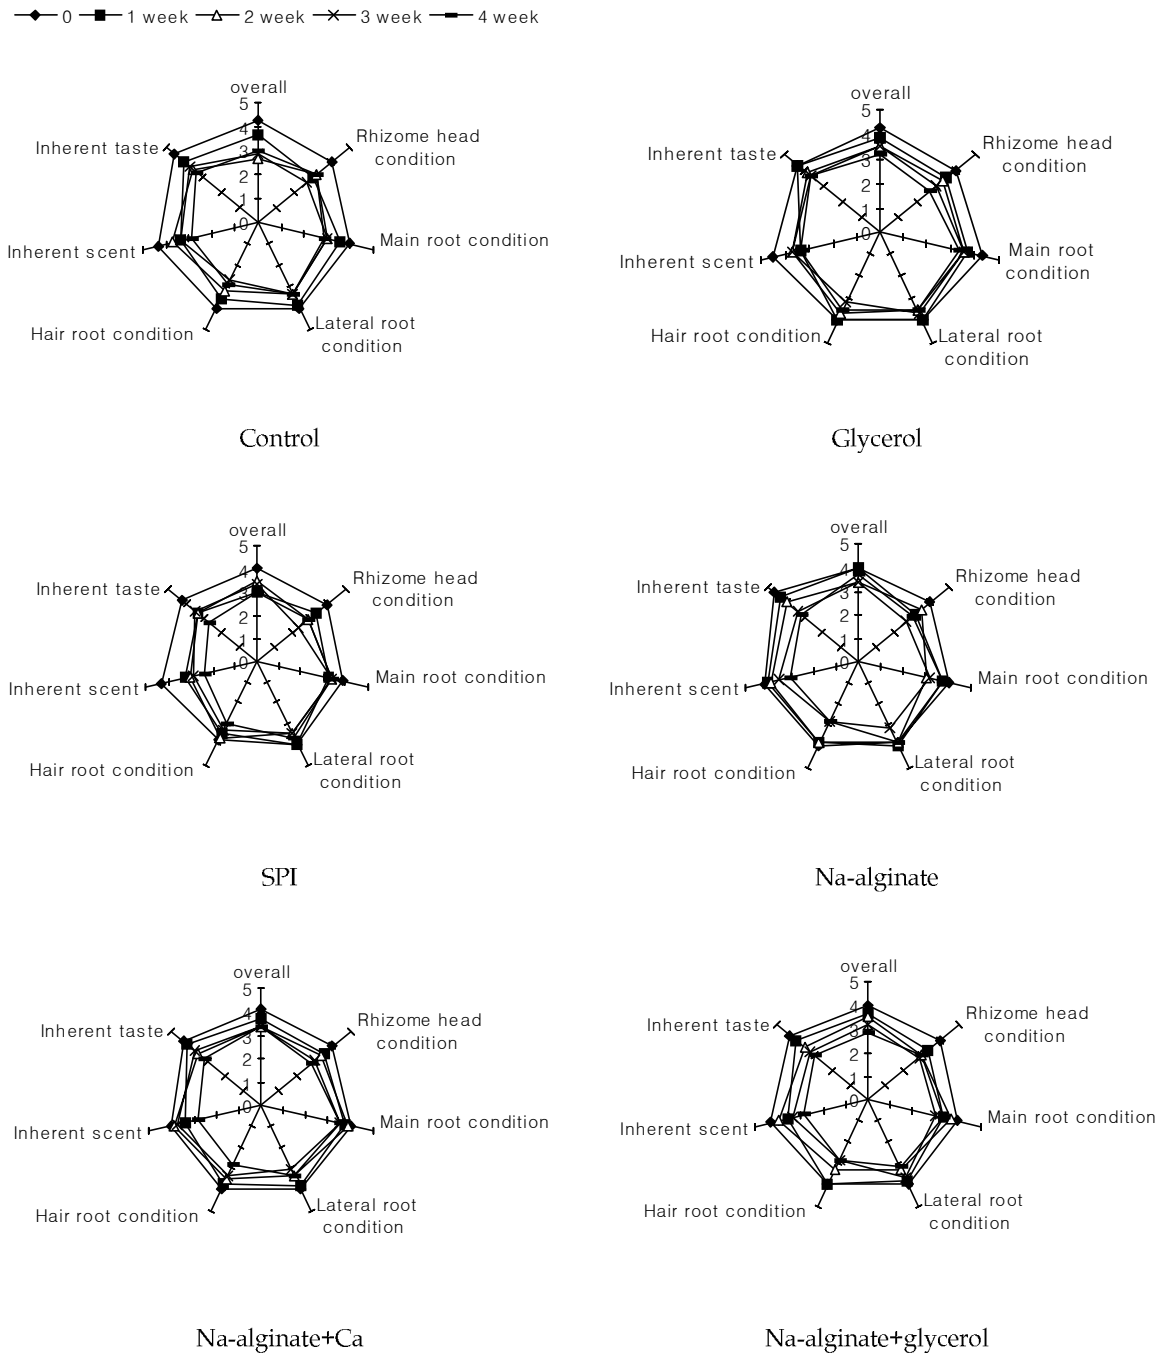 0 1 week 2 week 3 week 4 week
overall
5
4
3
2
1
0
Rhizome head
condition
Main root condition
Lateral root
condition
Hair root condition
Inherent scent
Inherent taste
Control
overall
5
4
3
2
1
0
Rhizome head
condition
Main root
condition
Lateral root
condition
Hair root condition
Inherent scent
Inherent taste
Glycerol
overall
5
4
3
2
1
0
Rhizome head
condition
Main root condition
Lateral root
condition
Hair root condition
Inherent scent
Inherent taste
SPI
overall
5
4
3
2
1
0
Rhizome head
condition
Main root condition
Lateral root
condition
Hair root condition
Inherent scent
Inherent taste
Na-alginate
overall
5
4
3
2
1
0
Rhizome head
condition
Main root condition
Lateral root
condition
Hair root condition
Inherent scent
Inherent taste
Na-alginate+Ca
overall
5
4
3
2
1
0
Rhizome head
condition
Main root condition
Lateral root
condition
Hair root condition
Inherent scent
Inherent taste
Na-alginate+glycerol